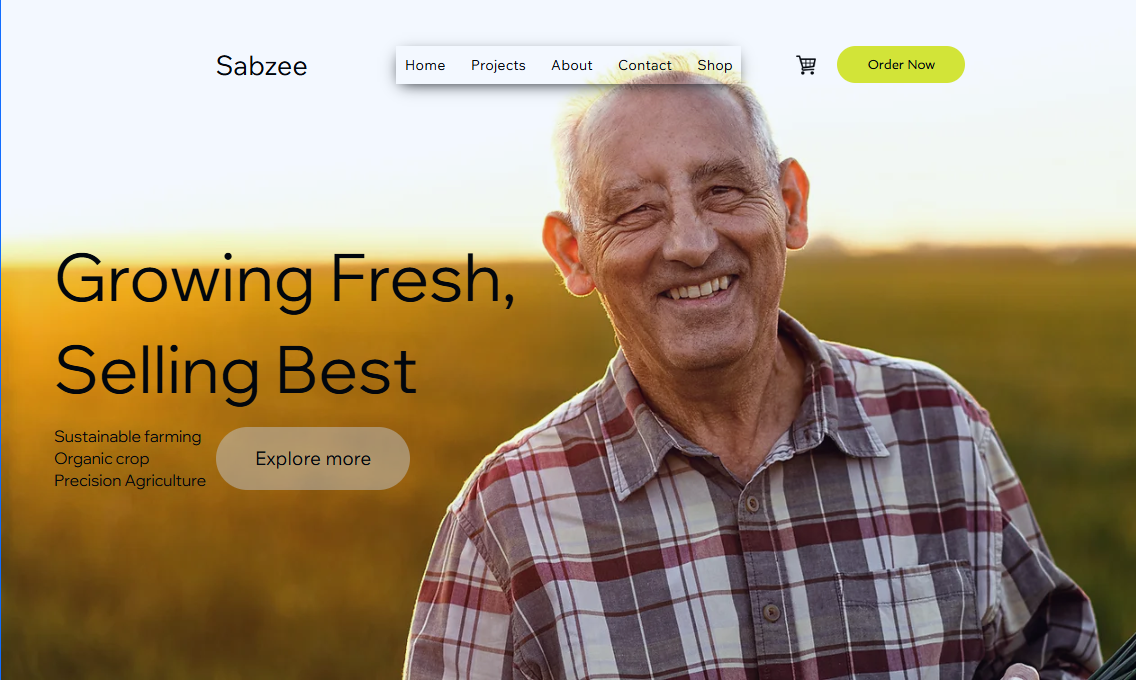 Sabzee
Home Projects About Contact Shop
Order Now
Growing Fresh,
Selling Best
Sustainable farming
Organic crop
Precision Agriculture
Explore more